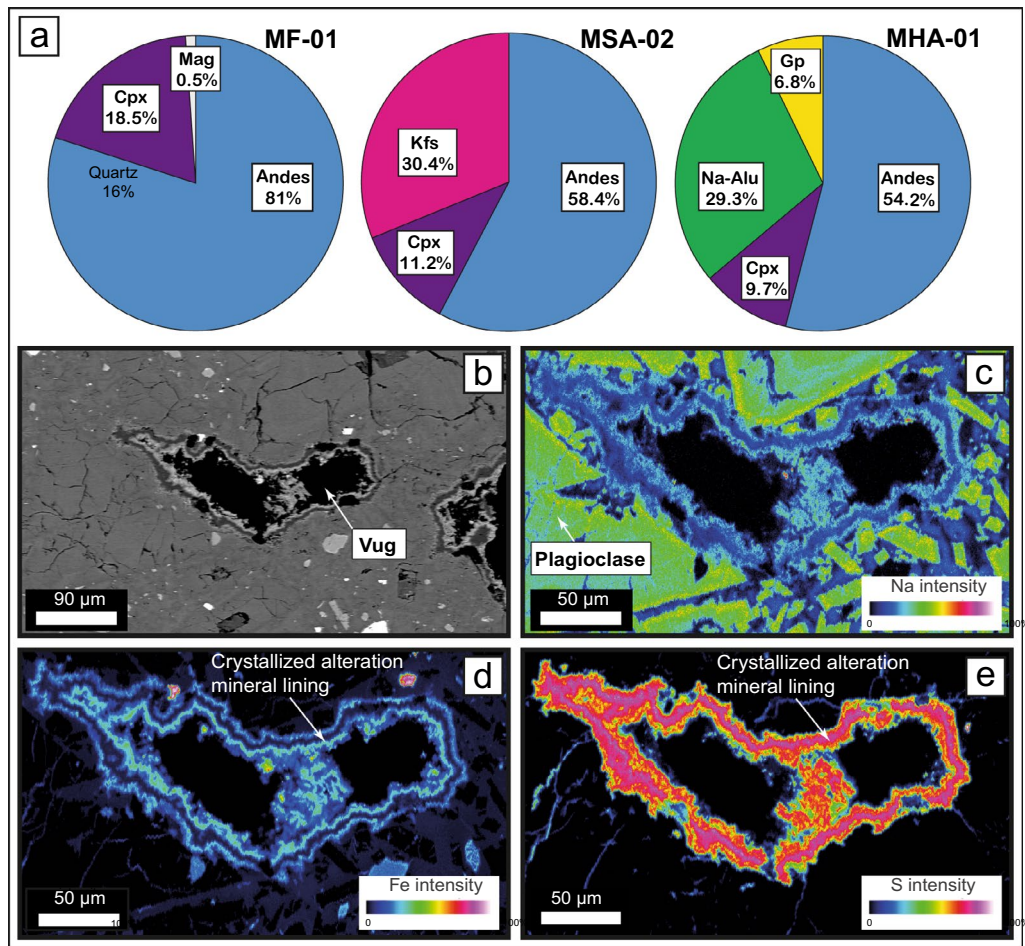 a
MF-01
MSA-02
MHA-01
Mag
0.5%
Cpx
18.5%
Quartz
16%
Andes
81%
Kfs
30.4%
Cpx
11.2%
Andes
58.4%
Gp
6.8%
Na-Alu
29.3%
Cpx
9.7%
Andes
54.2%
b
Vug
90 µm
c
Plagioclase
50 µm
Na intensity
0
100%
d
Crystallized alteration
mineral lining
50 µm
Fe intensity
0
100%
e
Crystallized alteration
mineral lining
50 µm
S intensity
0
100%